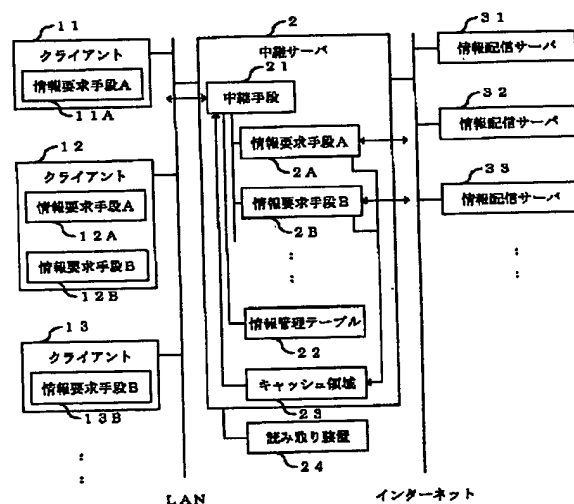 11
クライアント
情報要求手段A
11A
12
クライアント
情報要求手段A
12A
情報要求手段B
12B
13
クライアント
情報要求手段B
13B
LAN
2
中継サーバ
21
中継手段
情報要求手段A
2A
情報要求手段B
2B
情報管理テーブル
22
キャッシュ領域
23
読み取り装置
24
31
情報配信サーバ
32
情報配信サーバ
33
情報配信サーバ
インターネット